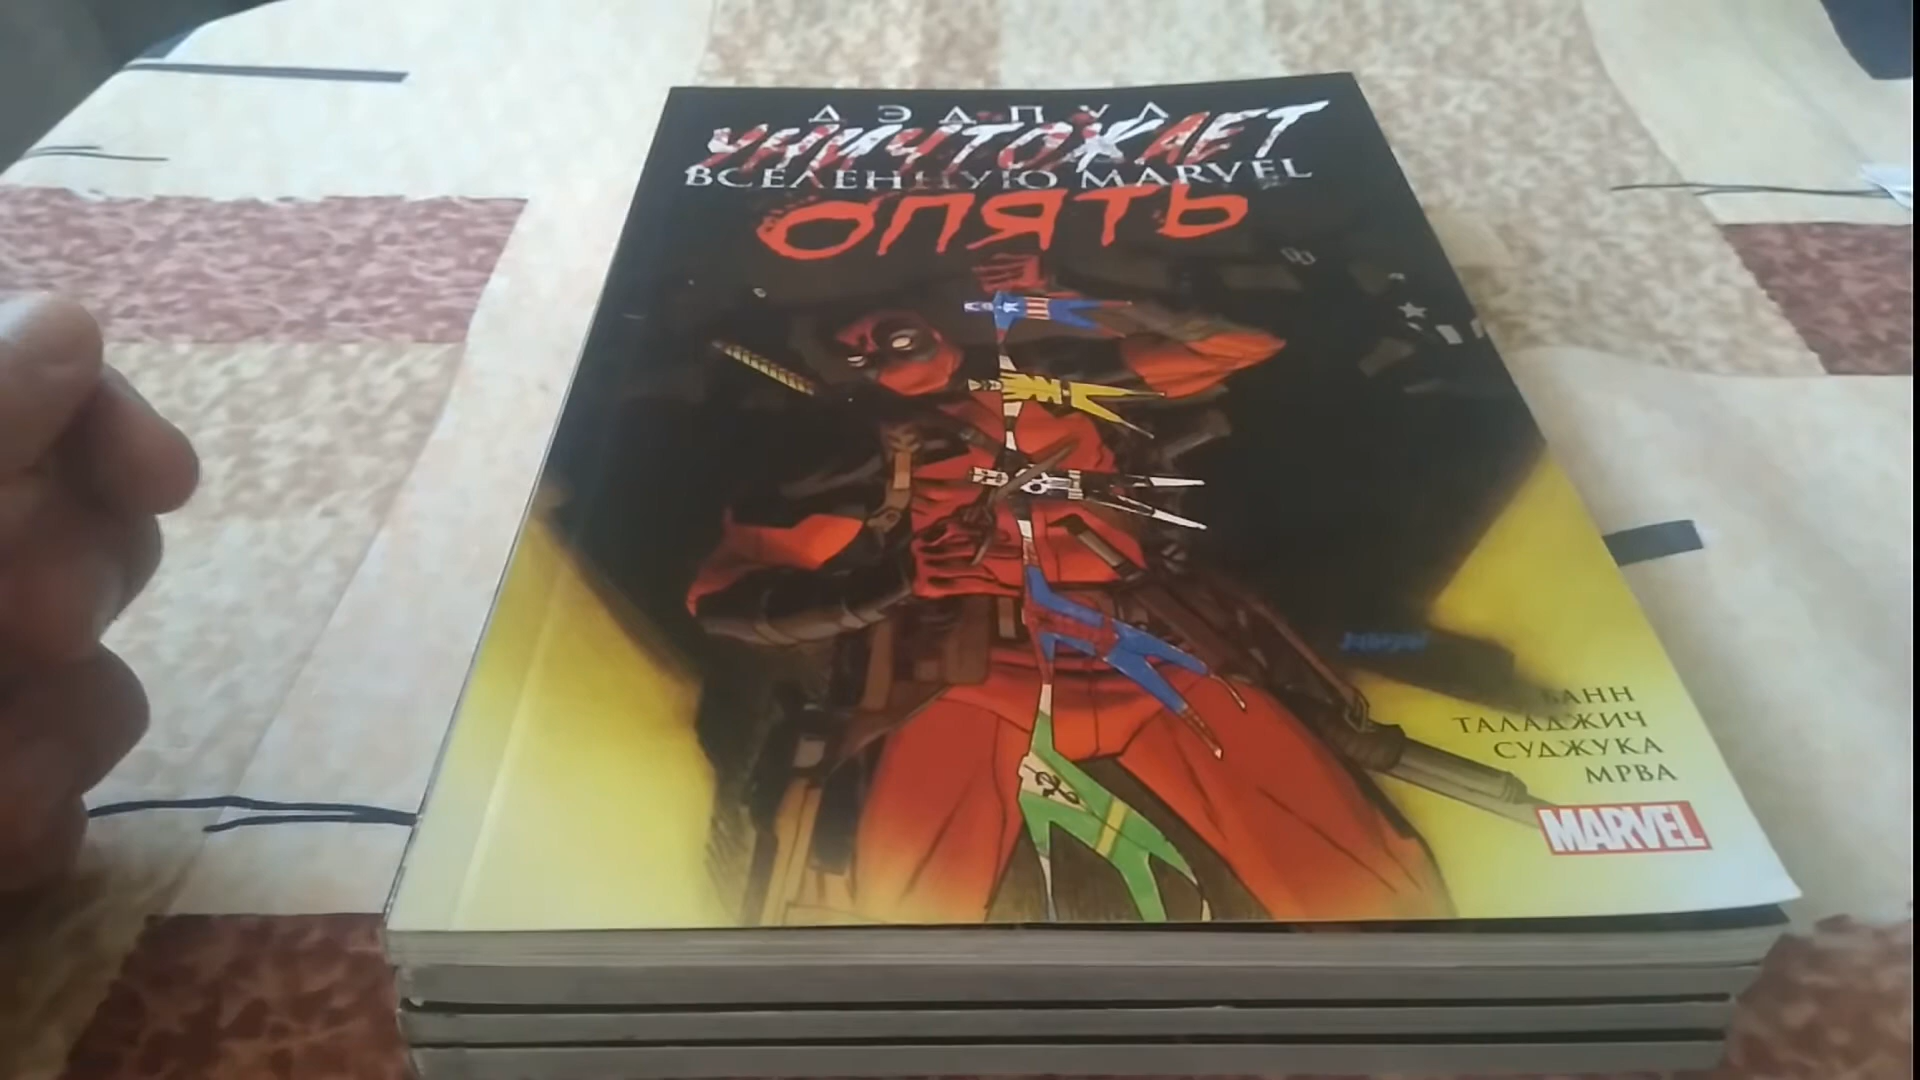 ДЭДПУЛ
УНИЧТОЖАЕТ
ВСЕЛЕННУЮ MARVEL
ОПЯТЬ
БАНН
ТАЛАДЖИЧ
СУДЖУКА
МРВА
MARVEL